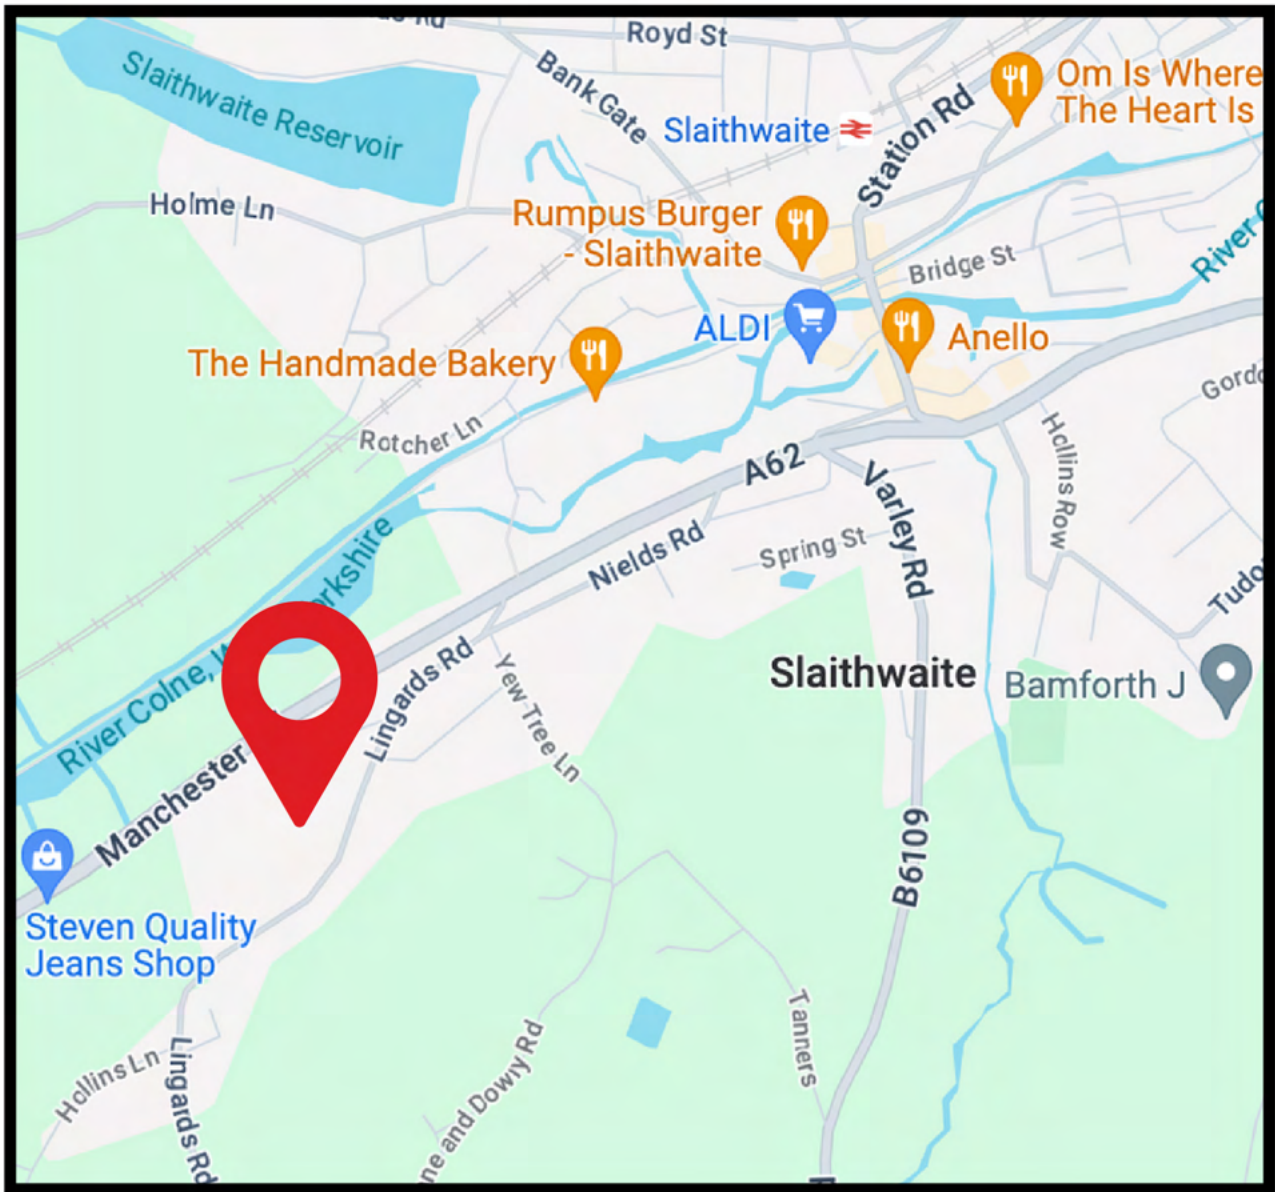 Royd St
Bank Gate
Slaithwaite Reservoir
Om Is Where
The Heart Is
Slaithwaite
Station Rd
Holme Ln
Rumpus Burger
- Slaithwaite
Bridge St
River
ALDI
Anello
The Handmade Bakery
Rotcher Ln
A62
Hollins Row
Varley Rd
Nields Rd
Spring St
River Colne,
Lingards Rd
Yew Tree Ln
Slaithwaite
Bamforth J
Manchester
B6109
Steven Quality
Jeans Shop
Tanners
Hollins Ln
Lingards Rd
and Dowry Rd